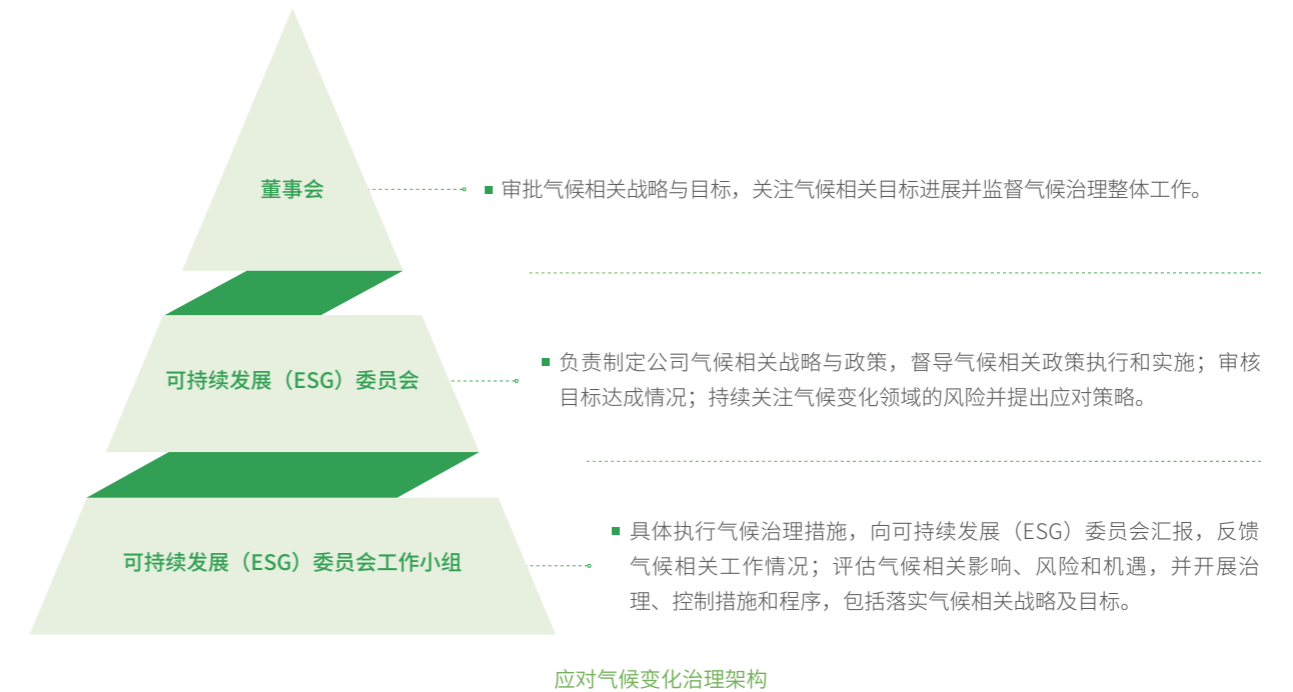 董事会
■ 审批气候相关战略与目标，关注气候相关目标进展并监督气候治理整体工作。
可持续发展（ESG）委员会
■ 负责制定公司气候相关战略与政策，督导气候相关政策执行和实施；审核
目标达成情况；持续关注气候变化领域的风险并提出应对策略。
可持续发展（ESG）委员会工作小组
■ 具体执行气候治理措施，向可持续发展（ESG）委员会汇报，反馈
气候相关工作情况；评估气候相关影响、风险和机遇，并开展治
理、控制措施和程序，包括落实气候相关战略及目标。
应对气候变化治理架构